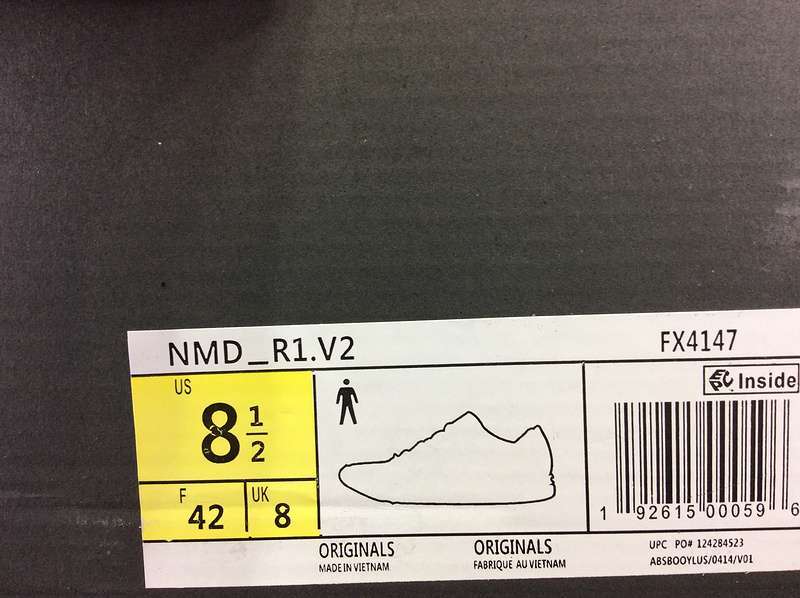 NMD_R1.V2 FX4147
US
8 1/2
F 42 UK 8
Inside
1 92615 00059 6
ORIGINALS ORIGINALS
MADE IN VIETNAM FABRIQUE AU VIETNAM
UPC PO# 124284523
ABSBOOYLUS/0414/V01